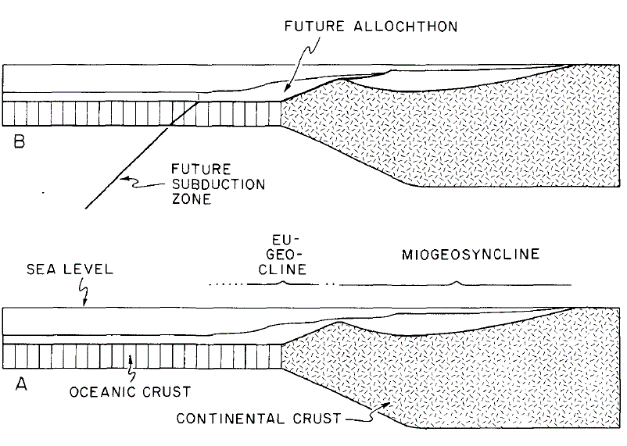 FUTURE ALLOCHTHON
B
FUTURE
SUBDUCTION
ZONE
EU-
GEO-
CLINE
MIOGEOSYNCLINE
SEA LEVEL
A
OCEANIC CRUST
CONTINENTAL CRUST